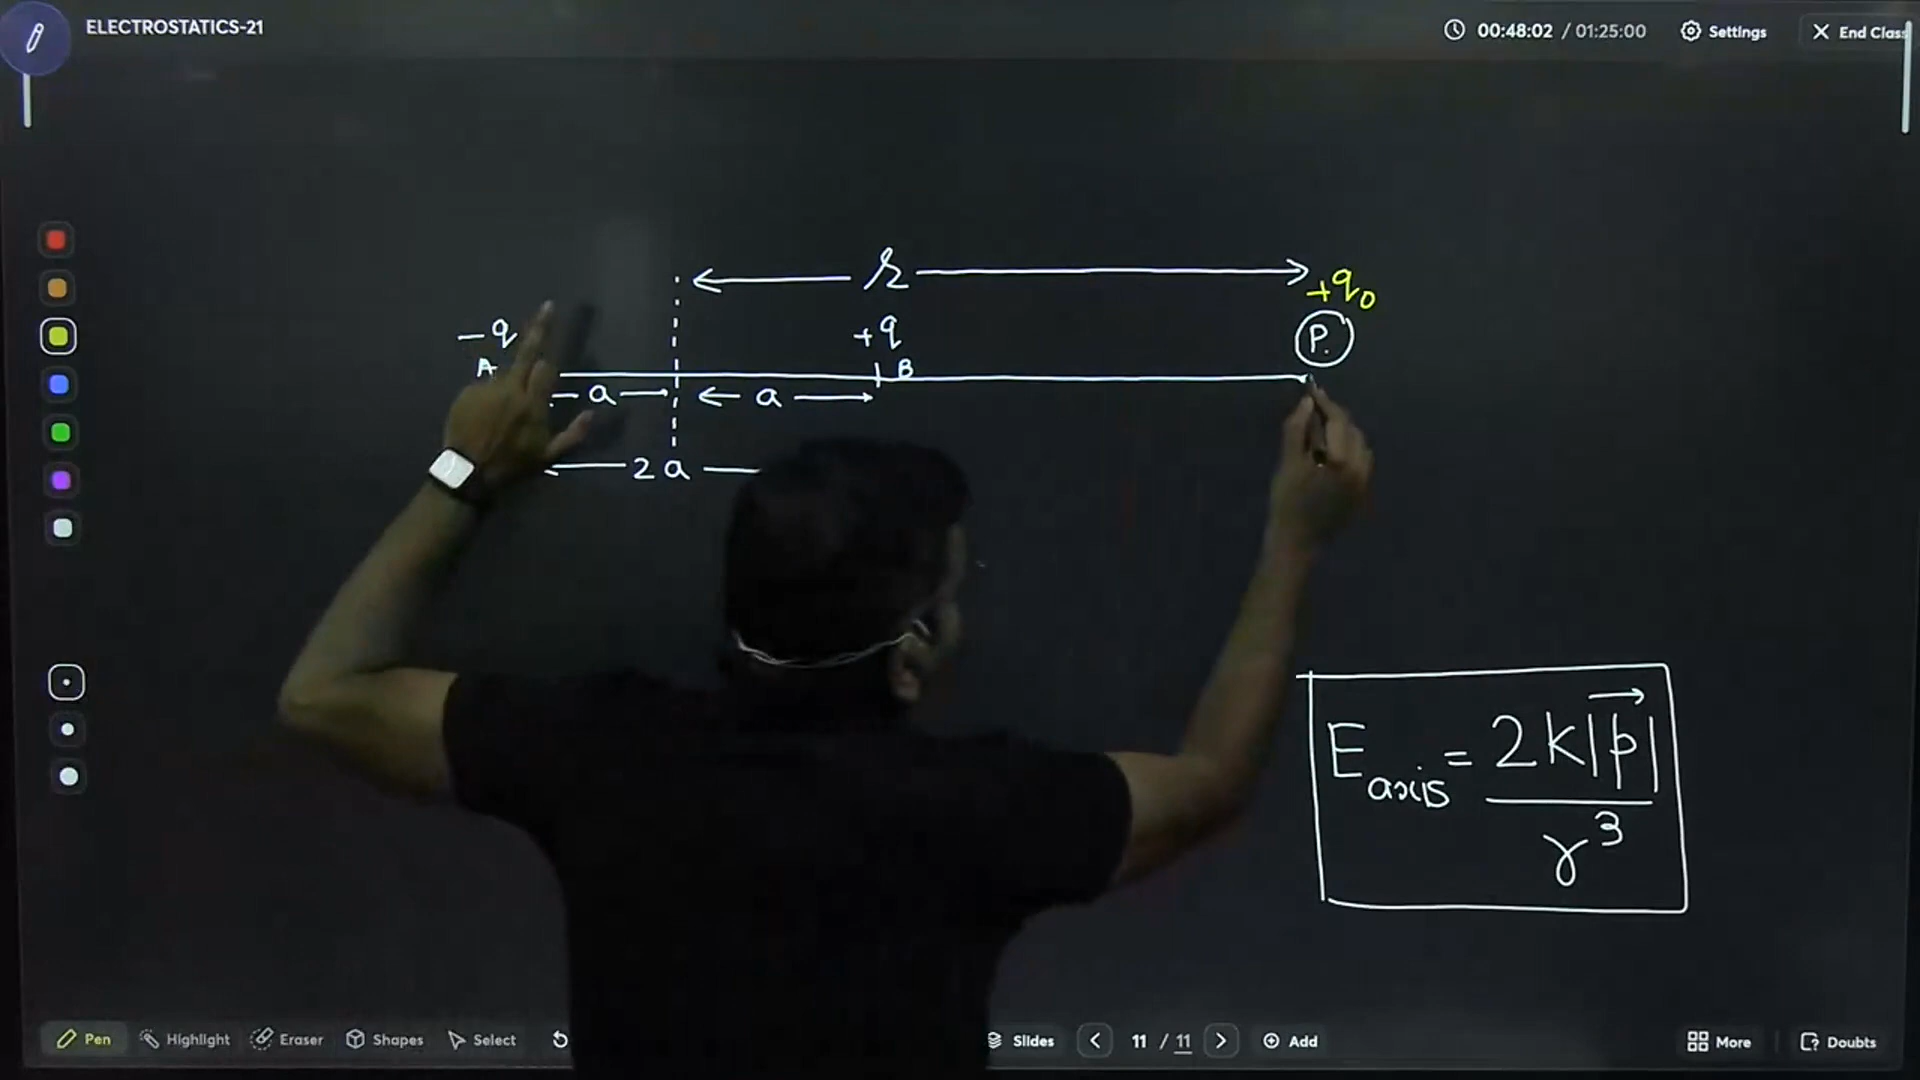 ELECTROSTATICS-21
00:48:02 / 01:25:00
Settings
End Class
r
+q₀
-q
+q
P.
A
B
a
a
2a
E axis = 2k|p⃗| / r³
Pen
Highlight
Eraser
Shapes
Select
Slides
11 / 11
Add
More
Doubts